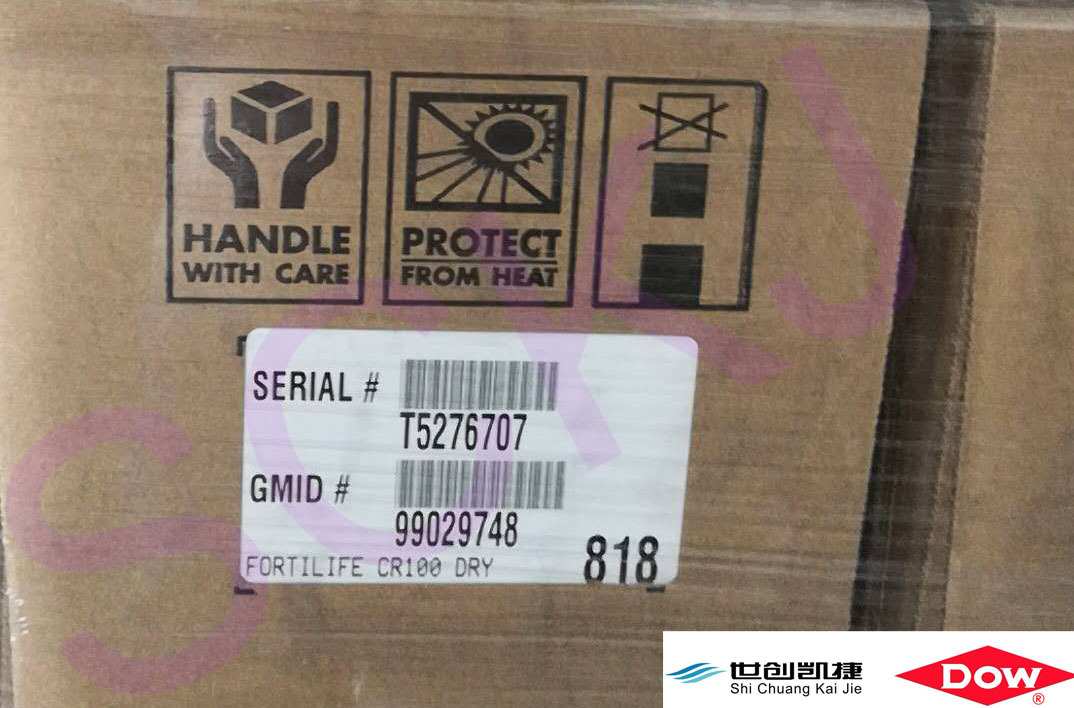 HANDLE
WITH CARE
PROTECT
FROM HEAT
SERIAL #
T5276707
GMID #
99029748
FORTILIFE CR100 DRY
818
SCKJ
世创凯捷
Shi Chuang Kai Jie
DOW
®